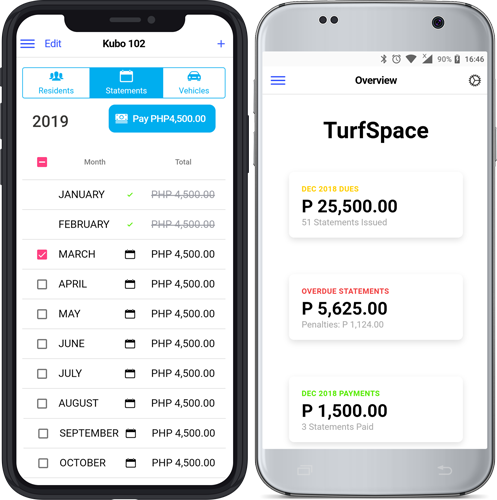 Edit Kubo 102 +
Residents Statements Vehicles
2019 Pay PHP4,500.00
Month Total
JANUARY PHP 4,500.00
FEBRUARY PHP 4,500.00
MARCH PHP 4,500.00
APRIL PHP 4,500.00
MAY PHP 4,500.00
JUNE PHP 4,500.00
JULY PHP 4,500.00
AUGUST PHP 4,500.00
SEPTEMBER PHP 4,500.00
OCTOBER PHP 4,500.00
90% 16:46
Overview
TurfSpace
DEC 2018 DUES
P 25,500.00
51 Statements Issued
OVERDUE STATEMENTS
P 5,625.00
Penalties: P 1,124.00
DEC 2018 PAYMENTS
P 1,500.00
3 Statements Paid